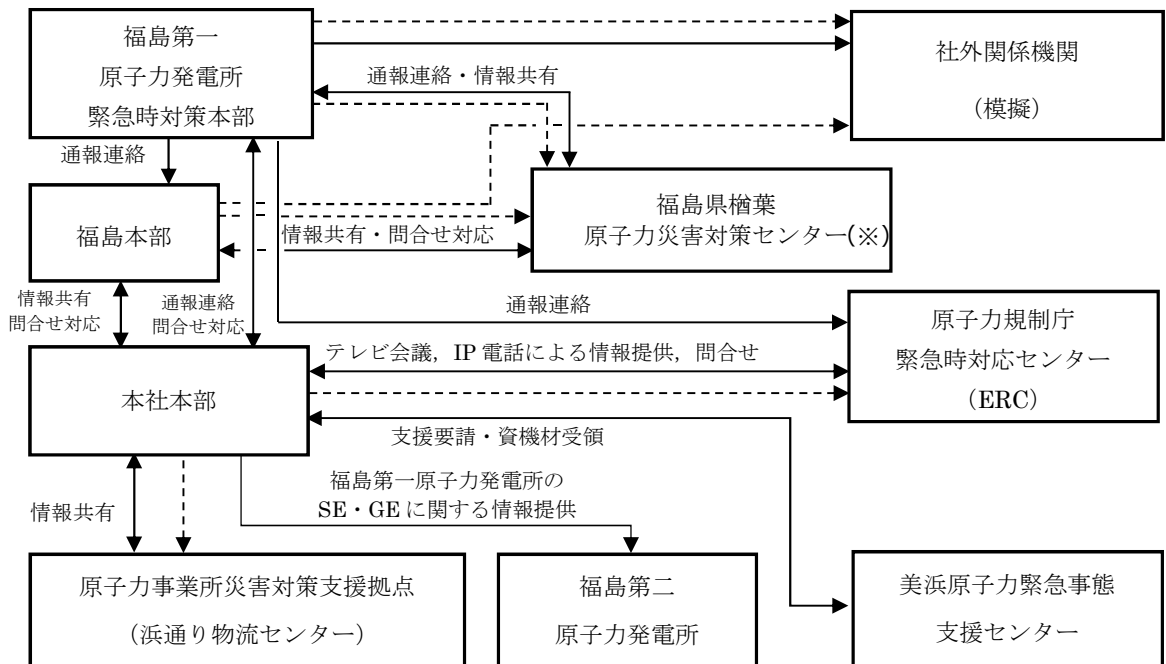 福島第一
原子力発電所
緊急時対策本部
社外関係機関
(模擬)
通報連絡・情報共有
通報連絡
福島本部
福島県楢葉
原子力災害対策センター(※)
情報共有・問合せ対応
情報共有
問合せ対応
通報連絡
問合せ対応
通報連絡
原子力規制庁
緊急時対応センター
(ERC)
テレビ会議，IP 電話による情報提供，問合せ
本社本部
支援要請・資機材受領
福島第一原子力発電所の
SE・GE に関する情報提供
情報共有
原子力事業所災害対策支援拠点
(浜通り物流センター)
福島第二
原子力発電所
美浜原子力緊急事態
支援センター